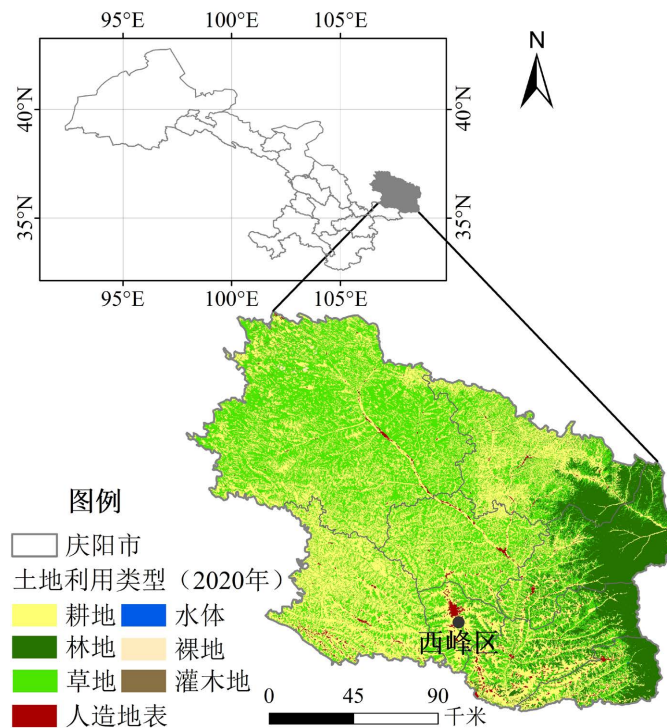 95°E 100°E 105°E
N
40°N 40°N
35°N 35°N
95°E 100°E 105°E
图例
庆阳市
土地利用类型（2020年）
耕地 水体
林地 裸地
草地 灌木地
人造地表
西峰区
0 45 90
千米